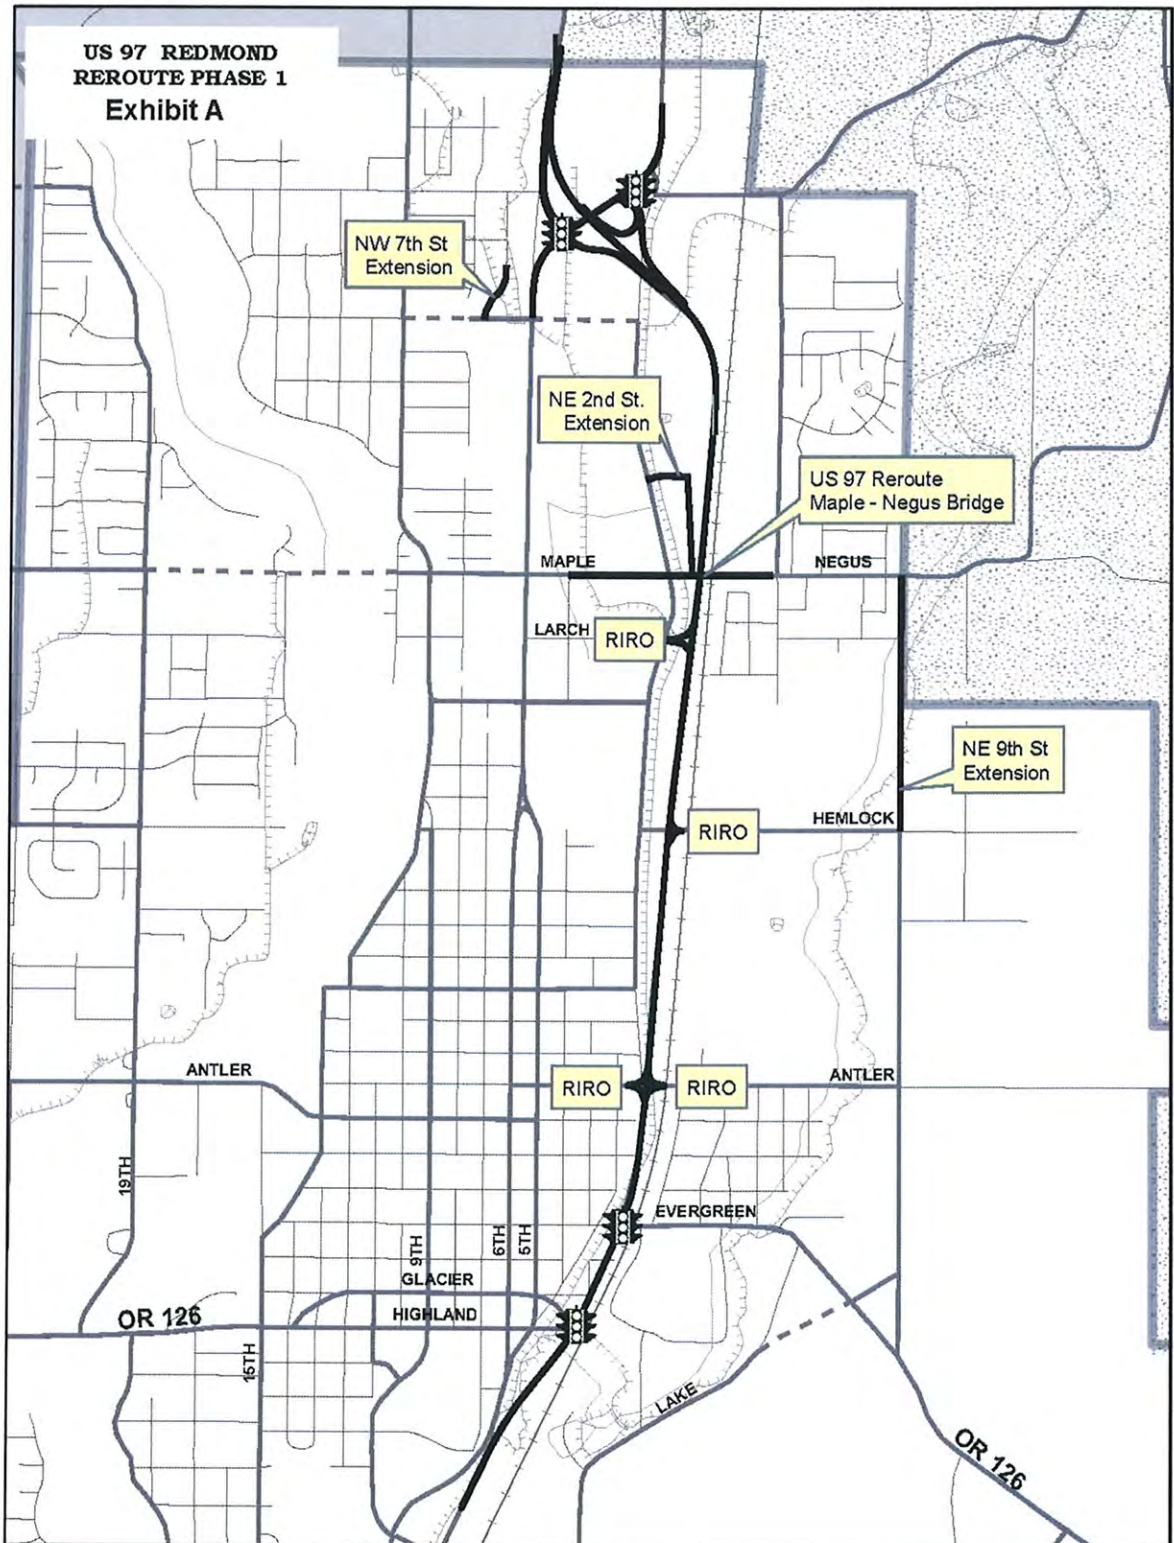 US 97 REDMOND
REROUTE PHASE 1
Exhibit A
NW 7th St
Extension
NE 2nd St.
Extension
US 97 Reroute
Maple - Negus Bridge
MAPLE
NEGUS
LARCH
RIRO
NE 9th St
Extension
RIRO
HEMLOCK
ANTLER
RIRO
RIRO
ANTLER
19TH
EVERGREEN
9TH
6TH
5TH
GLACIER
OR 126
HIGHLAND
15TH
LAKE
OR 126